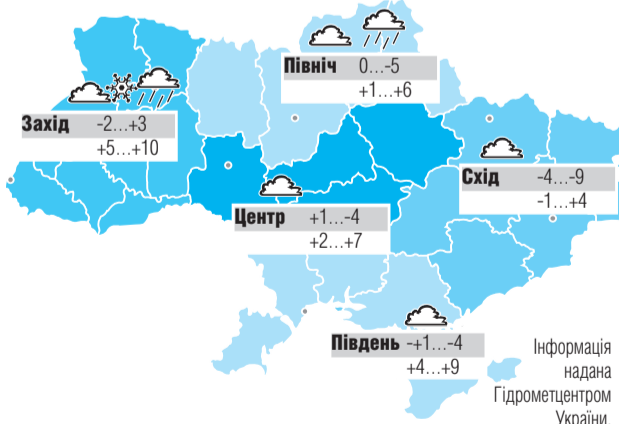 Північ 0...-5
+1...+6
Захід -2...+3
+5...+10
Схід -4...-9
-1...+4
Центр +1...-4
+2...+7
Південь -+1...-4
+4...+9
Інформація
надана
Гідрометцентром
України.